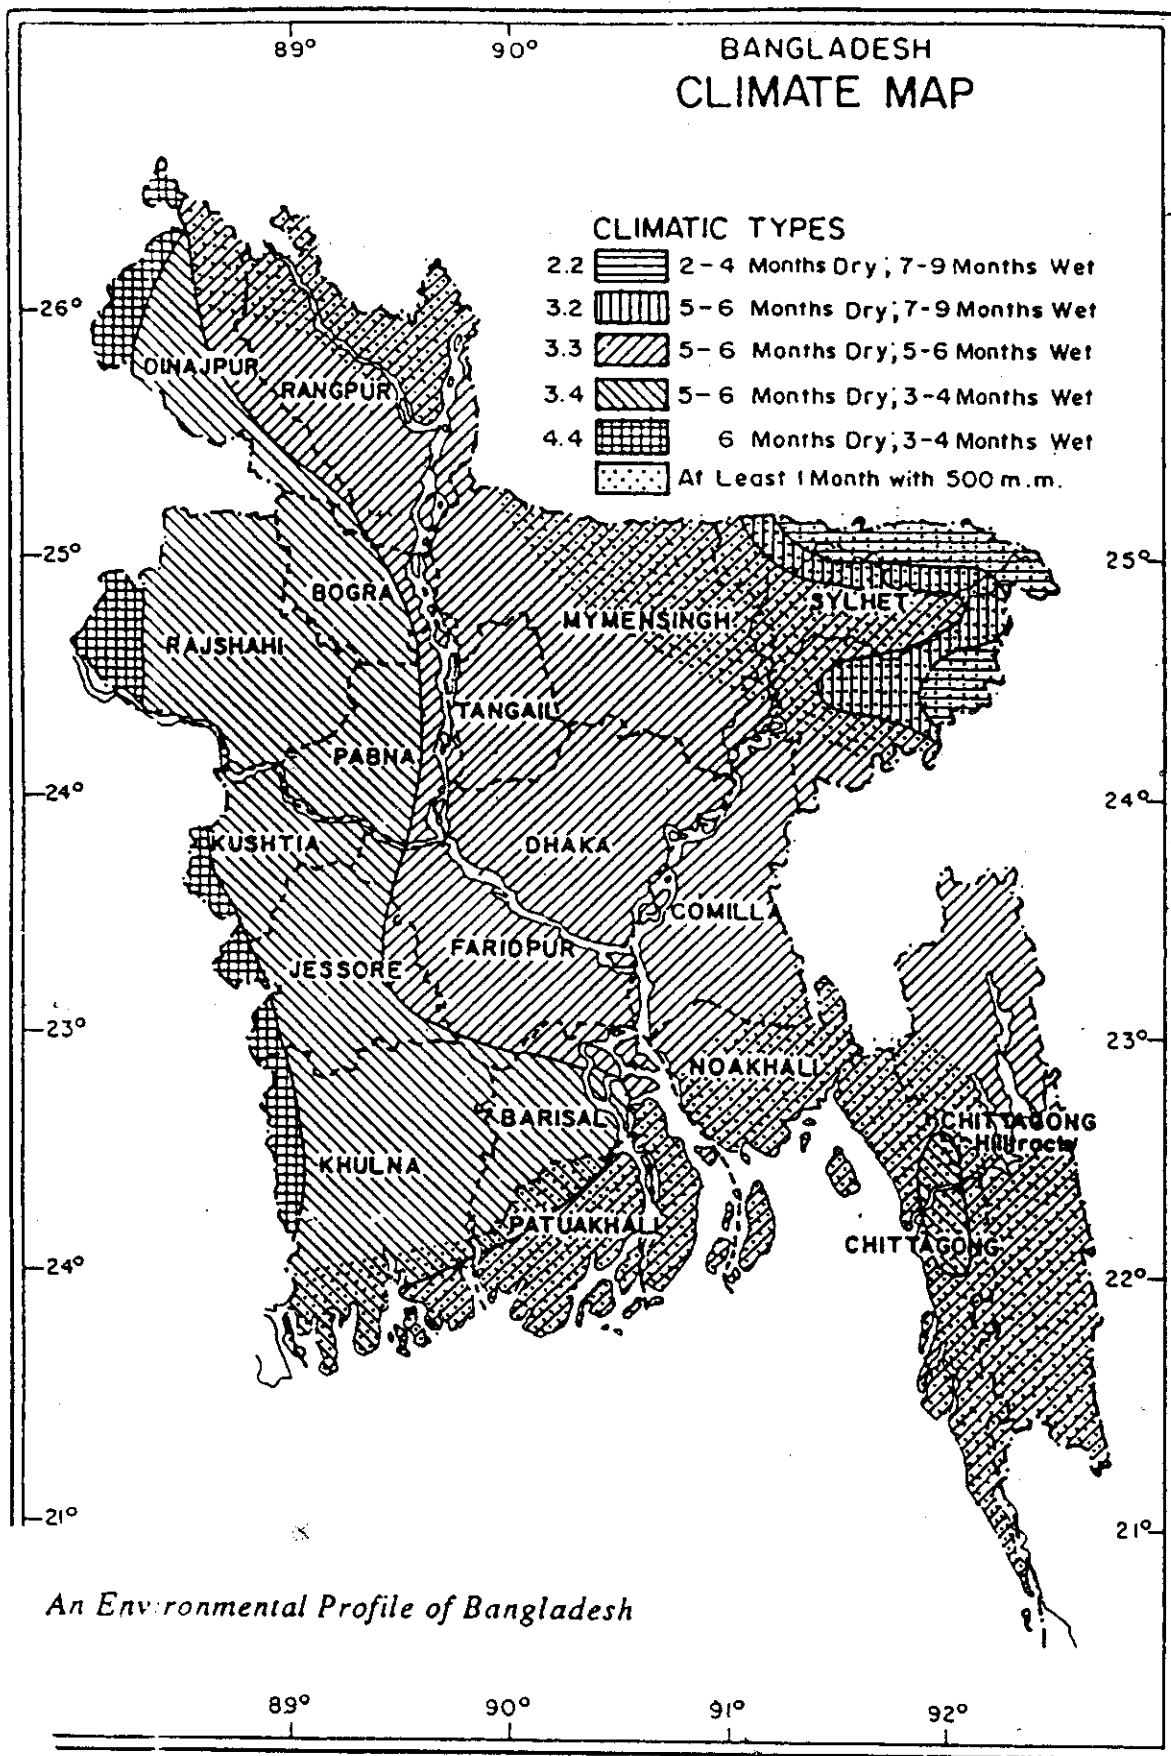 89° 90° BANGLADESH
CLIMATE MAP
CLIMATIC TYPES
2.2 2-4 Months Dry; 7-9 Months Wet
3.2 5-6 Months Dry; 7-9 Months Wet
3.3 5-6 Months Dry; 5-6 Months Wet
3.4 5-6 Months Dry; 3-4 Months Wet
4.4 6 Months Dry; 3-4 Months Wet
At Least 1 Month with 500 m.m.
26°
DINAJPUR
RANGPUR
25° 25°
BOGRA
SYLHET
MYMENSINGH
RAJSHAHI
TANGAIL
PABNA
24° 24°
KUSHTIA
DHAKA
COMILLA
FARIDPUR
JESSORE
23° 23°
NOAKHALI
BARISAL
CHITTAGONG
Hilltracts
KHULNA
PATUAKHALI
CHITTAGONG
24° 22°
21° 21°
An Environmental Profile of Bangladesh
89° 90° 91° 92°